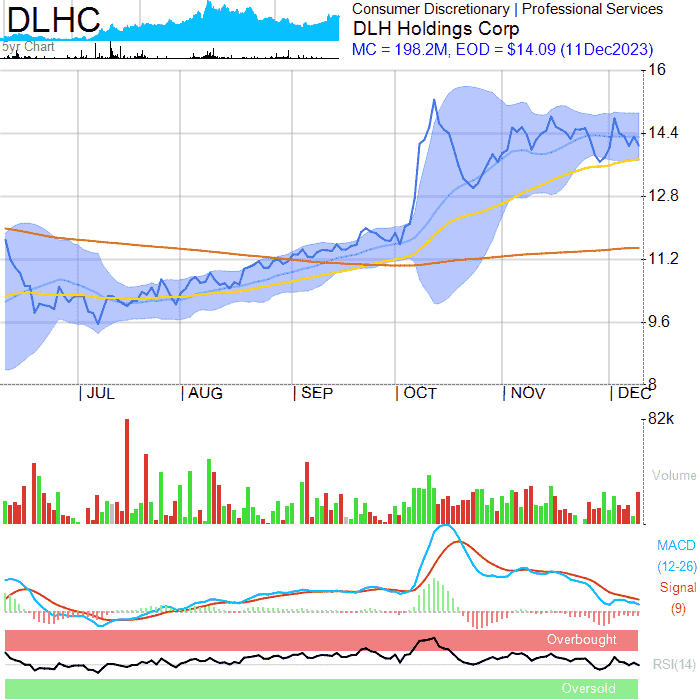 DLHC
5yr Chart
Consumer Discretionary | Professional Services
DLH Holdings Corp
MC = 198.2M, EOD = $14.09 (11Dec2023)
16
14.4
12.8
11.2
9.6
8
| JUL | AUG | SEP | OCT | NOV | DEC
82k
Volume
MACD
(12-26)
Signal
(9)
Overbought
RSI(14)
Oversold